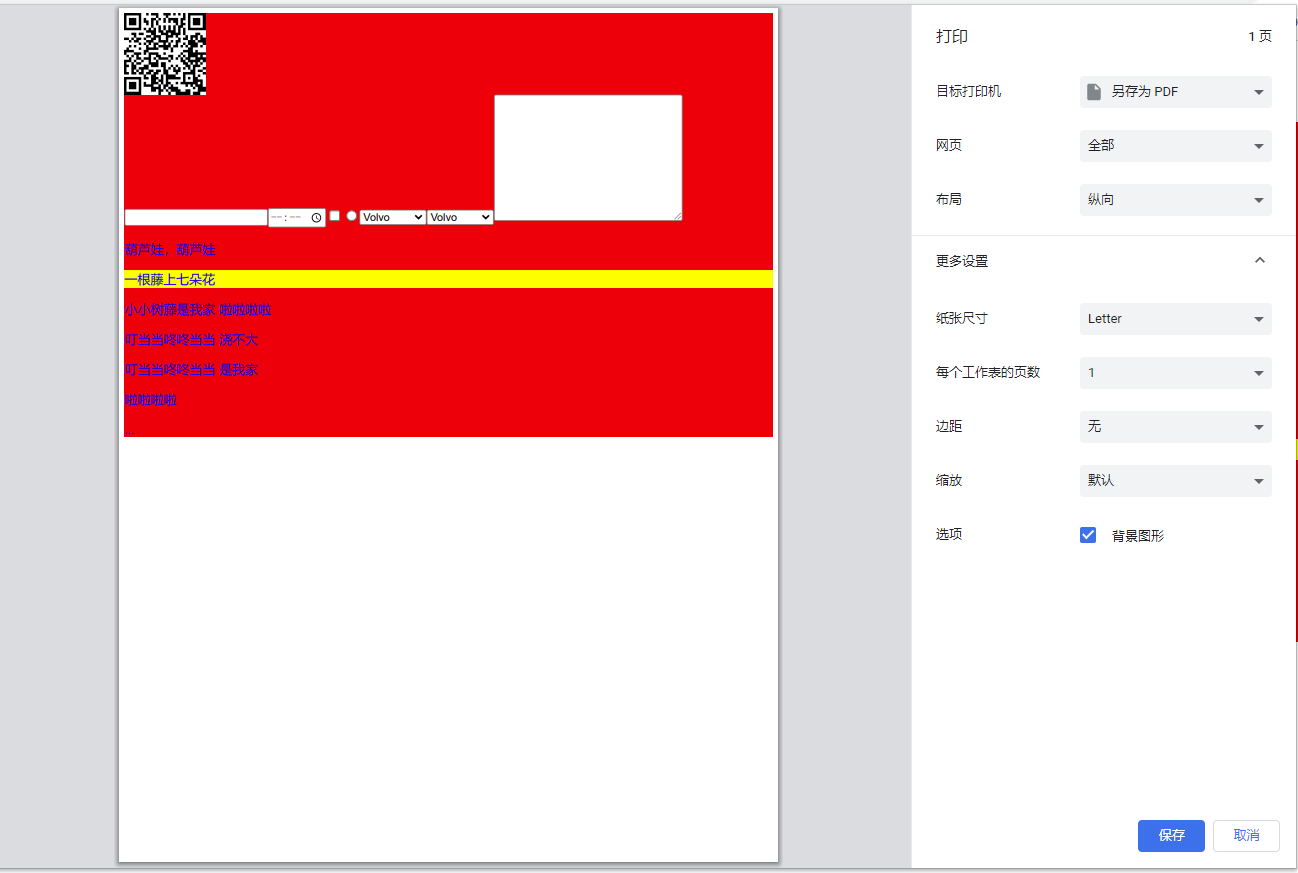 打印
1 页
目标打印机
另存为 PDF
网页
全部
布局
纵向
更多设置
纸张尺寸
Letter
每个工作表的页数
1
边距
无
缩放
默认
选项
背景图形
保存
取消
--:--
Volvo
Volvo
葫芦娃，葫芦娃
一根藤上七朵花
小小树藤是我家 啦啦啦啦
叮当当咚咚当当 浇不大
叮当当咚咚当当 是我家
啦啦啦啦
...